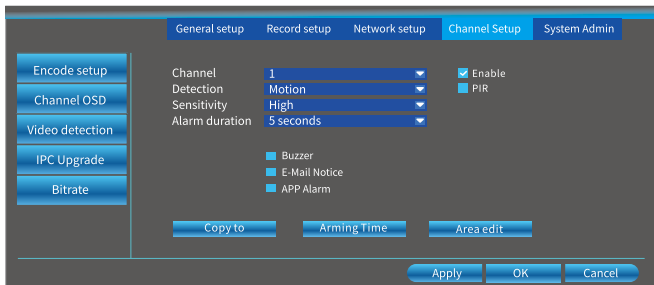 General setup Record setup Network setup Channel Setup System Admin
Encode setup
Channel OSD
Video detection
IPC Upgrade
Bitrate
Channel 1 Enable
Detection Motion PIR
Sensitivity High
Alarm duration 5 seconds
Buzzer
E-Mail Notice
APP Alarm
Copy to Arming Time Area edit
Apply OK Cancel